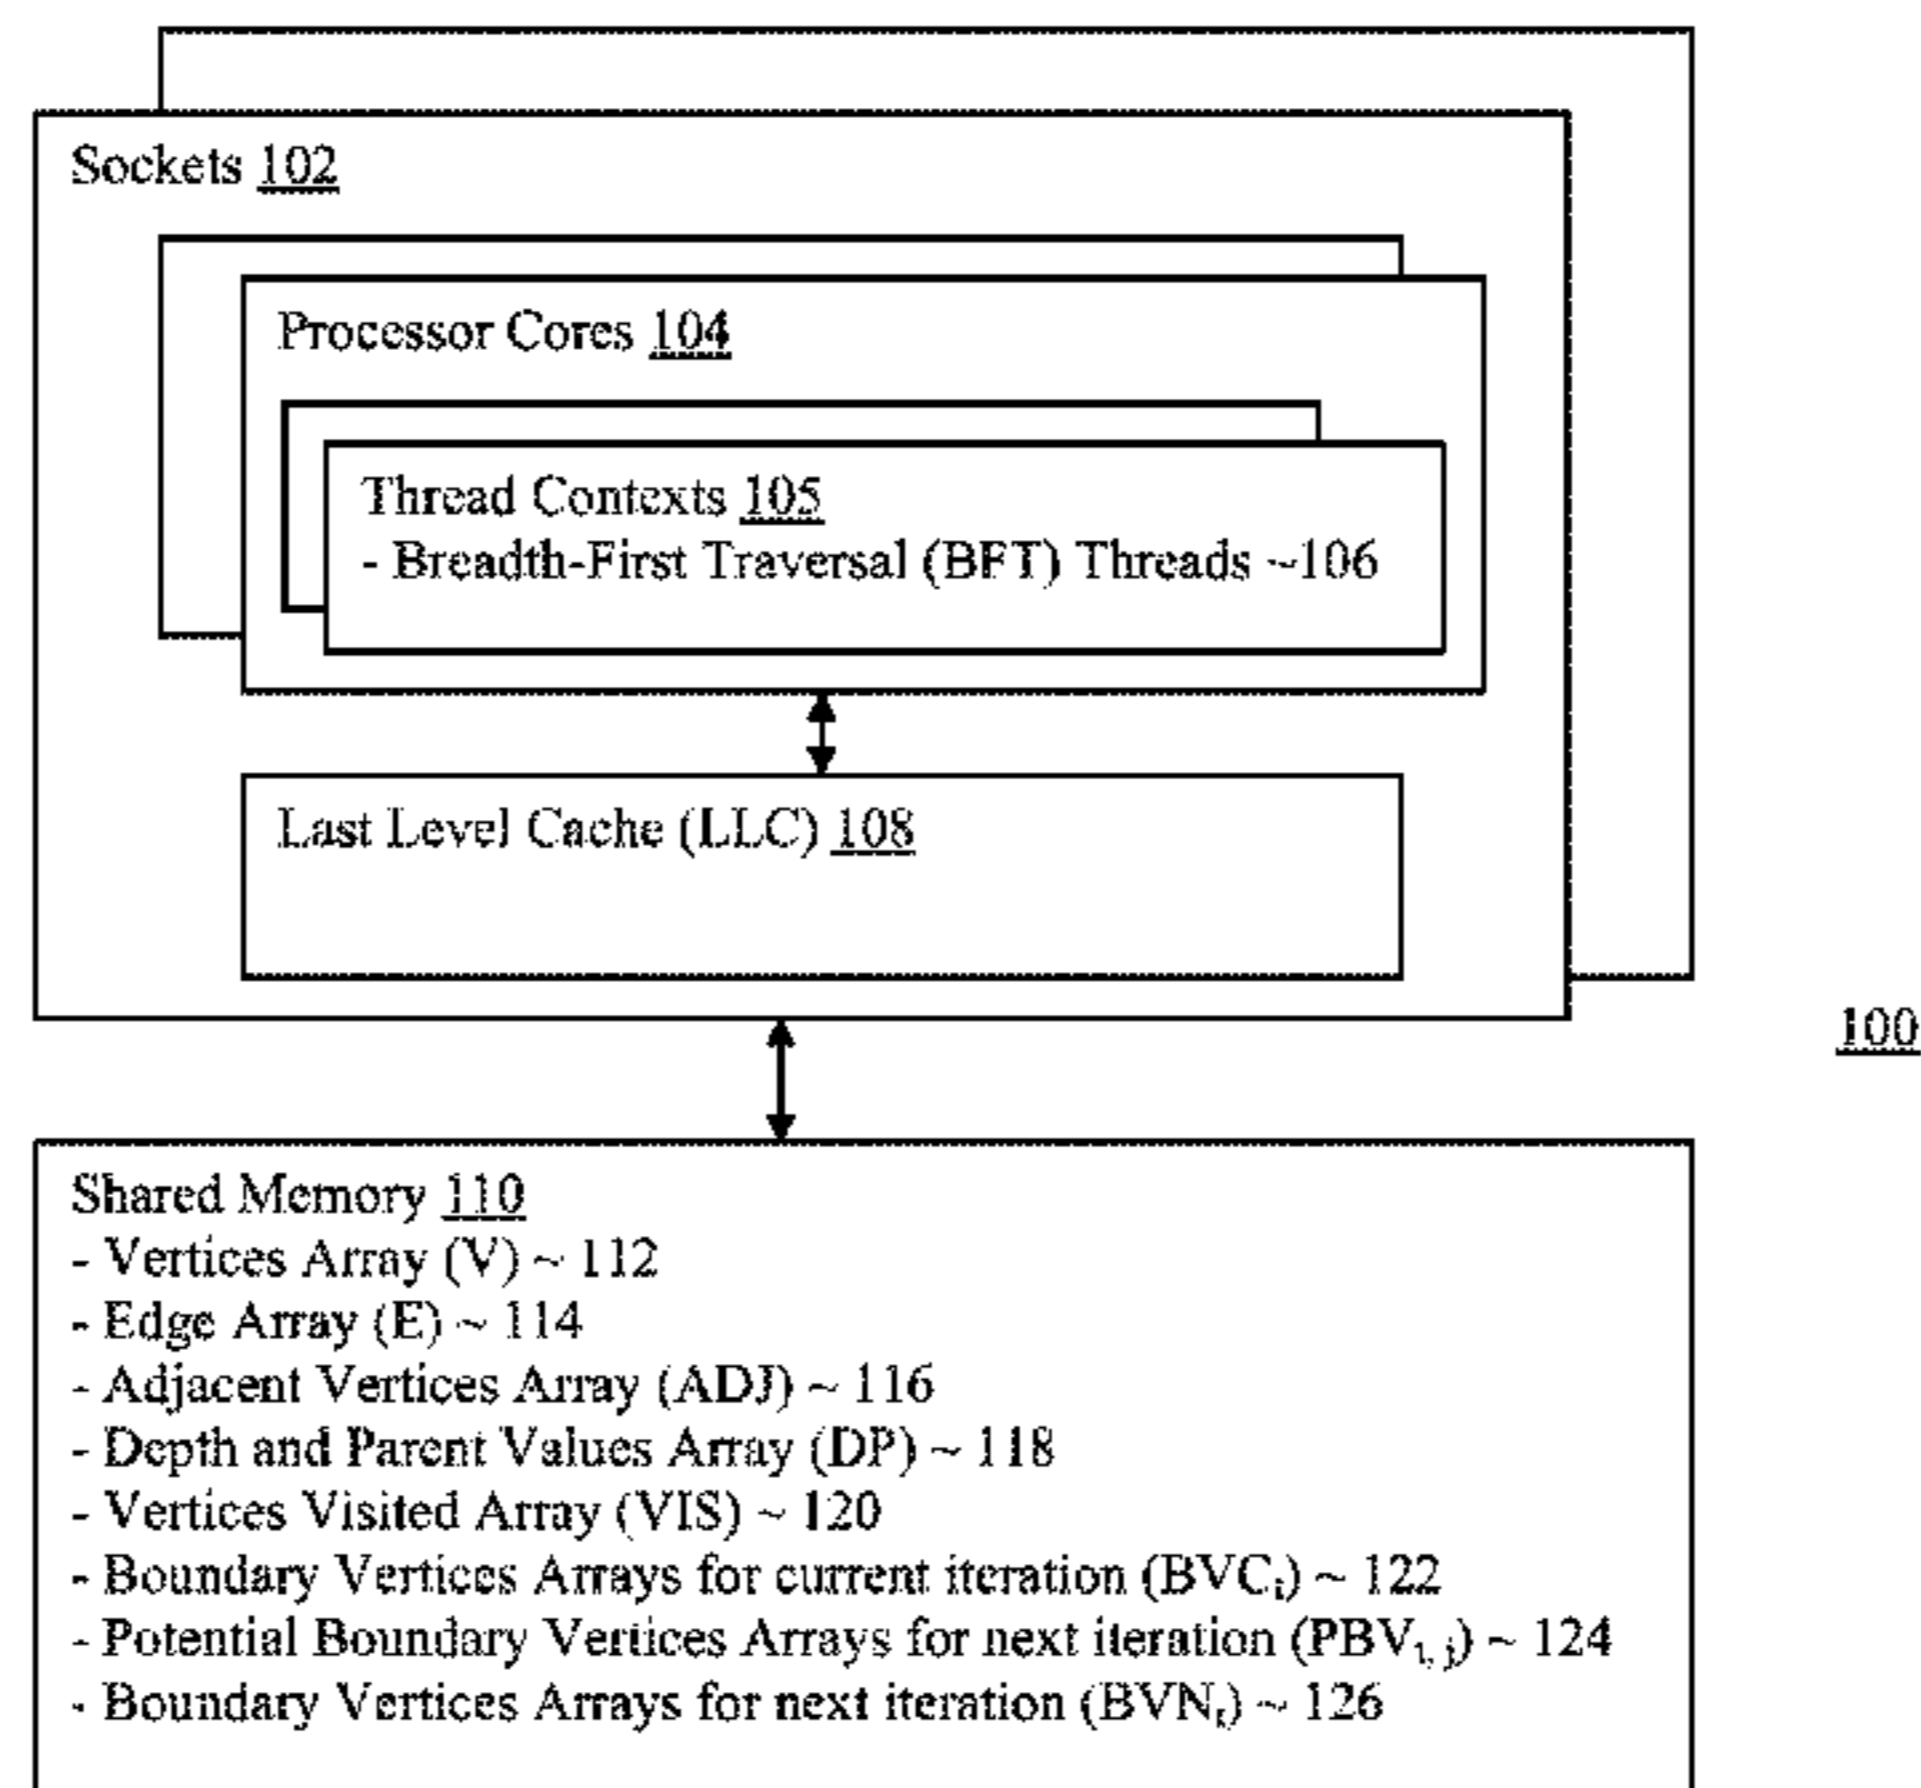 Sockets 102
Processor Cores 104
Thread Contexts 105
- Breadth-First Traversal (BFT) Threads ~106
Last Level Cache (LLC) 108
100
Shared Memory 110
- Vertices Array (V) ~ 112
- Edge Array (E) ~ 114
- Adjacent Vertices Array (ADJ) ~ 116
- Depth and Parent Values Array (DP) ~ 118
- Vertices Visited Array (VIS) ~ 120
- Boundary Vertices Arrays for current iteration (BVCᵢ) ~ 122
- Potential Boundary Vertices Arrays for next iteration (PBVₜ, ⱼ) ~ 124
- Boundary Vertices Arrays for next iteration (BVNₜ) ~ 126